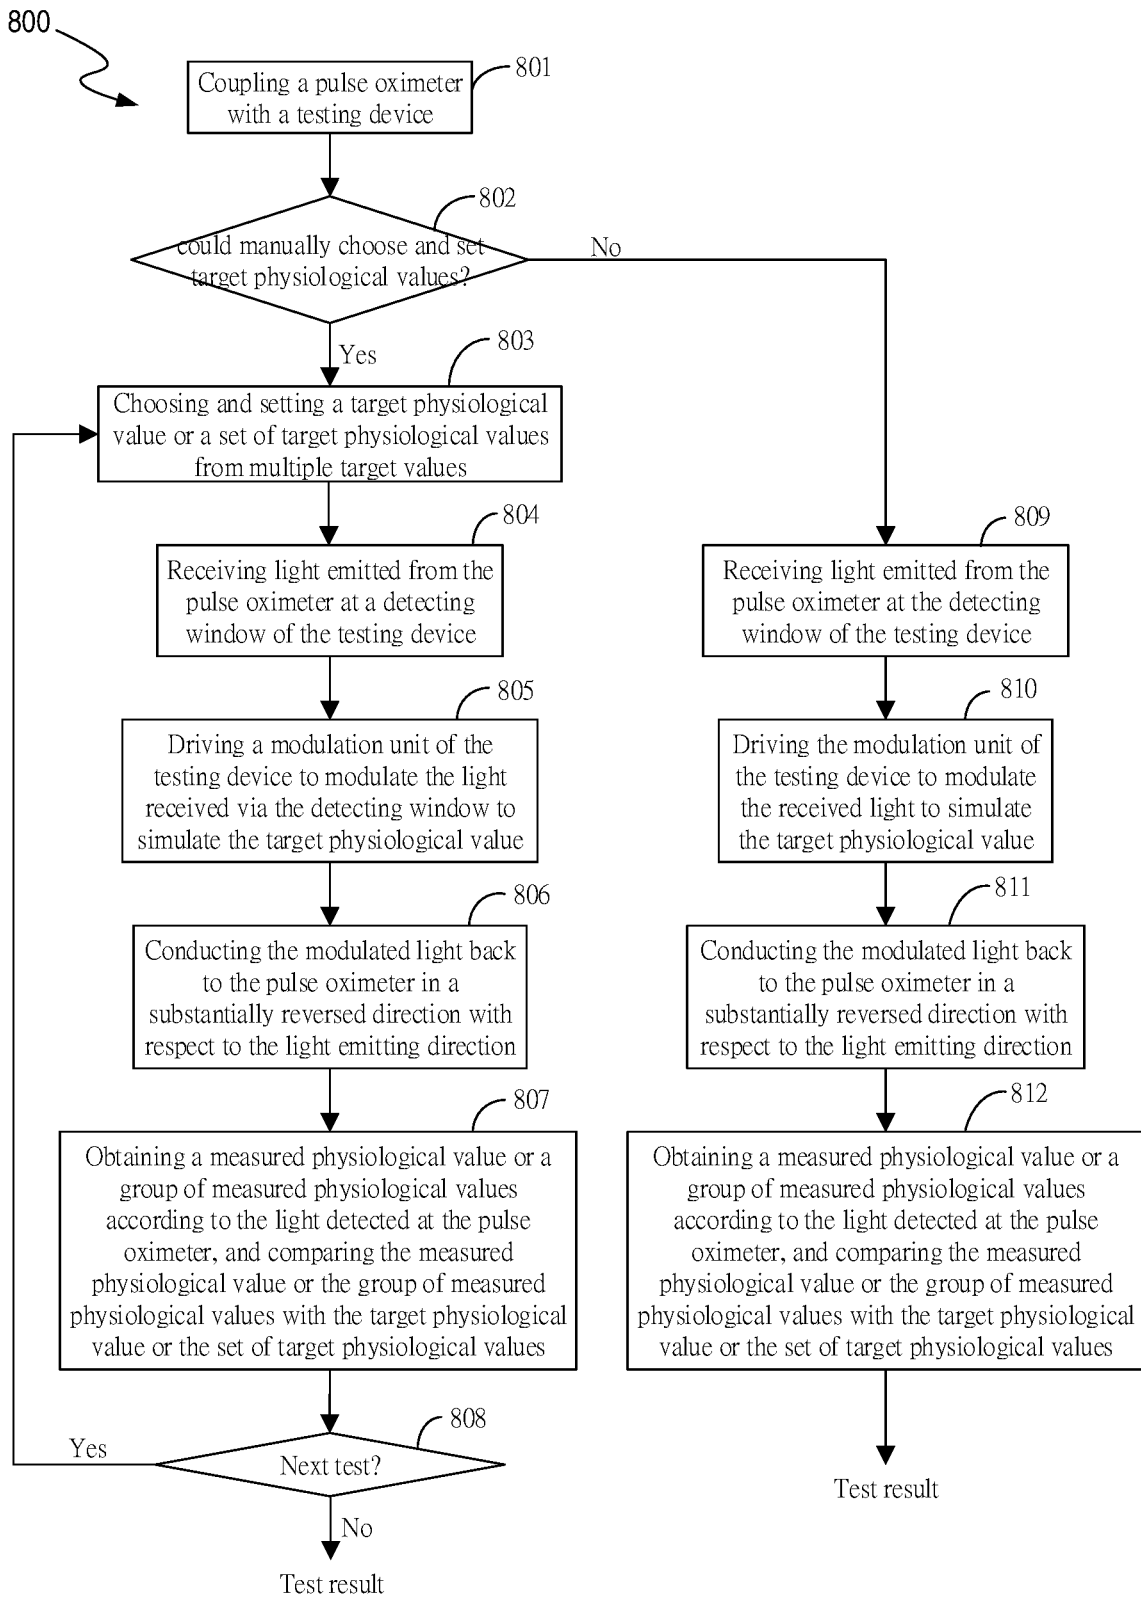 800
801
Coupling a pulse oximeter
with a testing device
802
could manually choose and set
target physiological values?
No
Yes
803
Choosing and setting a target physiological
value or a set of target physiological values
from multiple target values
804
Receiving light emitted from the
pulse oximeter at a detecting
window of the testing device
805
Driving a modulation unit of the
testing device to modulate the light
received via the detecting window to
simulate the target physiological value
806
Conducting the modulated light back
to the pulse oximeter in a
substantially reversed direction with
respect to the light emitting direction
807
Obtaining a measured physiological value or a
group of measured physiological values
according to the light detected at the pulse
oximeter, and comparing the measured
physiological value or the group of measured
physiological values with the target physiological
value or the set of target physiological values
808
Next test?
Yes
No
Test result
809
Receiving light emitted from the
pulse oximeter at the detecting
window of the testing device
810
Driving the modulation unit of
the testing device to modulate
the received light to simulate
the target physiological value
811
Conducting the modulated light back
to the pulse oximeter in a
substantially reversed direction with
respect to the light emitting direction
812
Obtaining a measured physiological value or a
group of measured physiological values
according to the light detected at the pulse
oximeter, and comparing the measured
physiological value or the group of measured
physiological values with the target physiological
value or the set of target physiological values
Test result